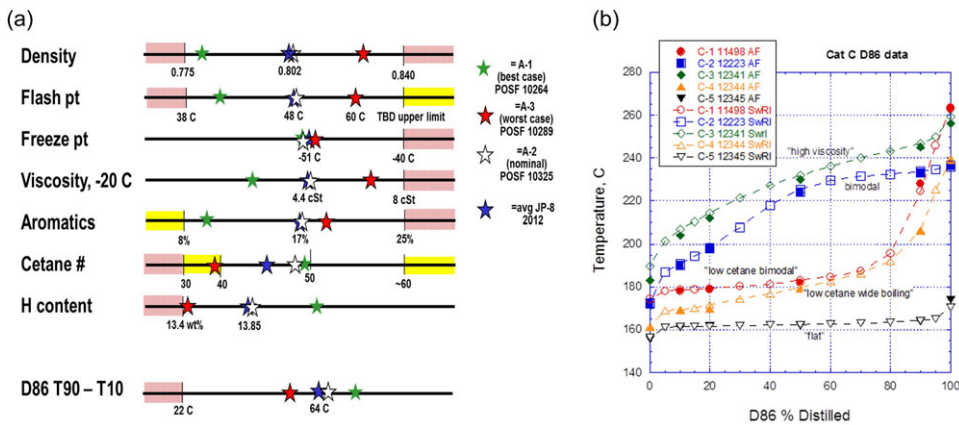 (a)
Density
0.775
0.802
0.840
Flash pt
38 C
48 C
60 C
TBD upper limit
Freeze pt
-51 C
-40 C
Viscosity, -20 C
4.4 cSt
8 cSt
Aromatics
8%
17%
25%
Cetane #
30
40
50
~60
H content
13.4 wt%
13.85
D86 T90 – T10
22 C
64 C
= A-1
(best case)
POSF 10264
=A-3
(worst case)
POSF 10289
=A-2
(nominal)
POSF 10325
=avg JP-8
2012
(b)
Cat C D86 data
C-1 11498 AF
C-2 12223 AF
C-3 12341 AF
C-4 12344 AF
C-5 12345 AF
C-1 11498 SwRI
C-2 12223 SwRI
C-3 12341 SwrI
C-4 12344 SwRI
C-5 12345 SwRI
"high viscosity"
bimodal
"low cetane bimodal"
"low cetane wide boiling"
"flat"
Temperature, C
280
260
240
220
200
180
160
140
0
20
40
60
80
100
D86 % Distilled